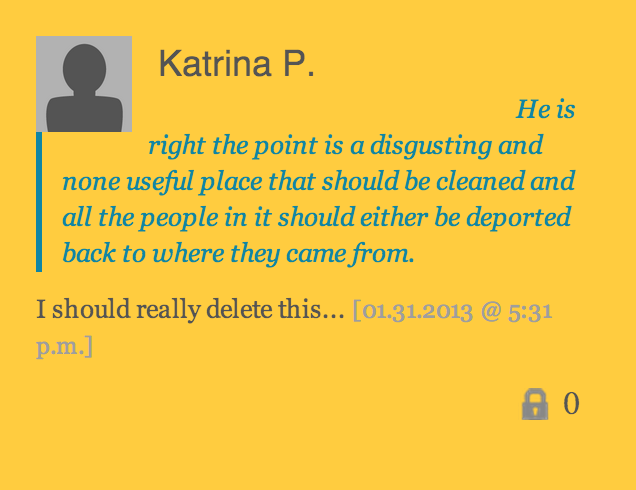 Katrina P.
He is
right the point is a disgusting and
none useful place that should be cleaned and
all the people in it should either be deported
back to where they came from.
I should really delete this... [01.31.2013 @ 5:31
p.m.]
0